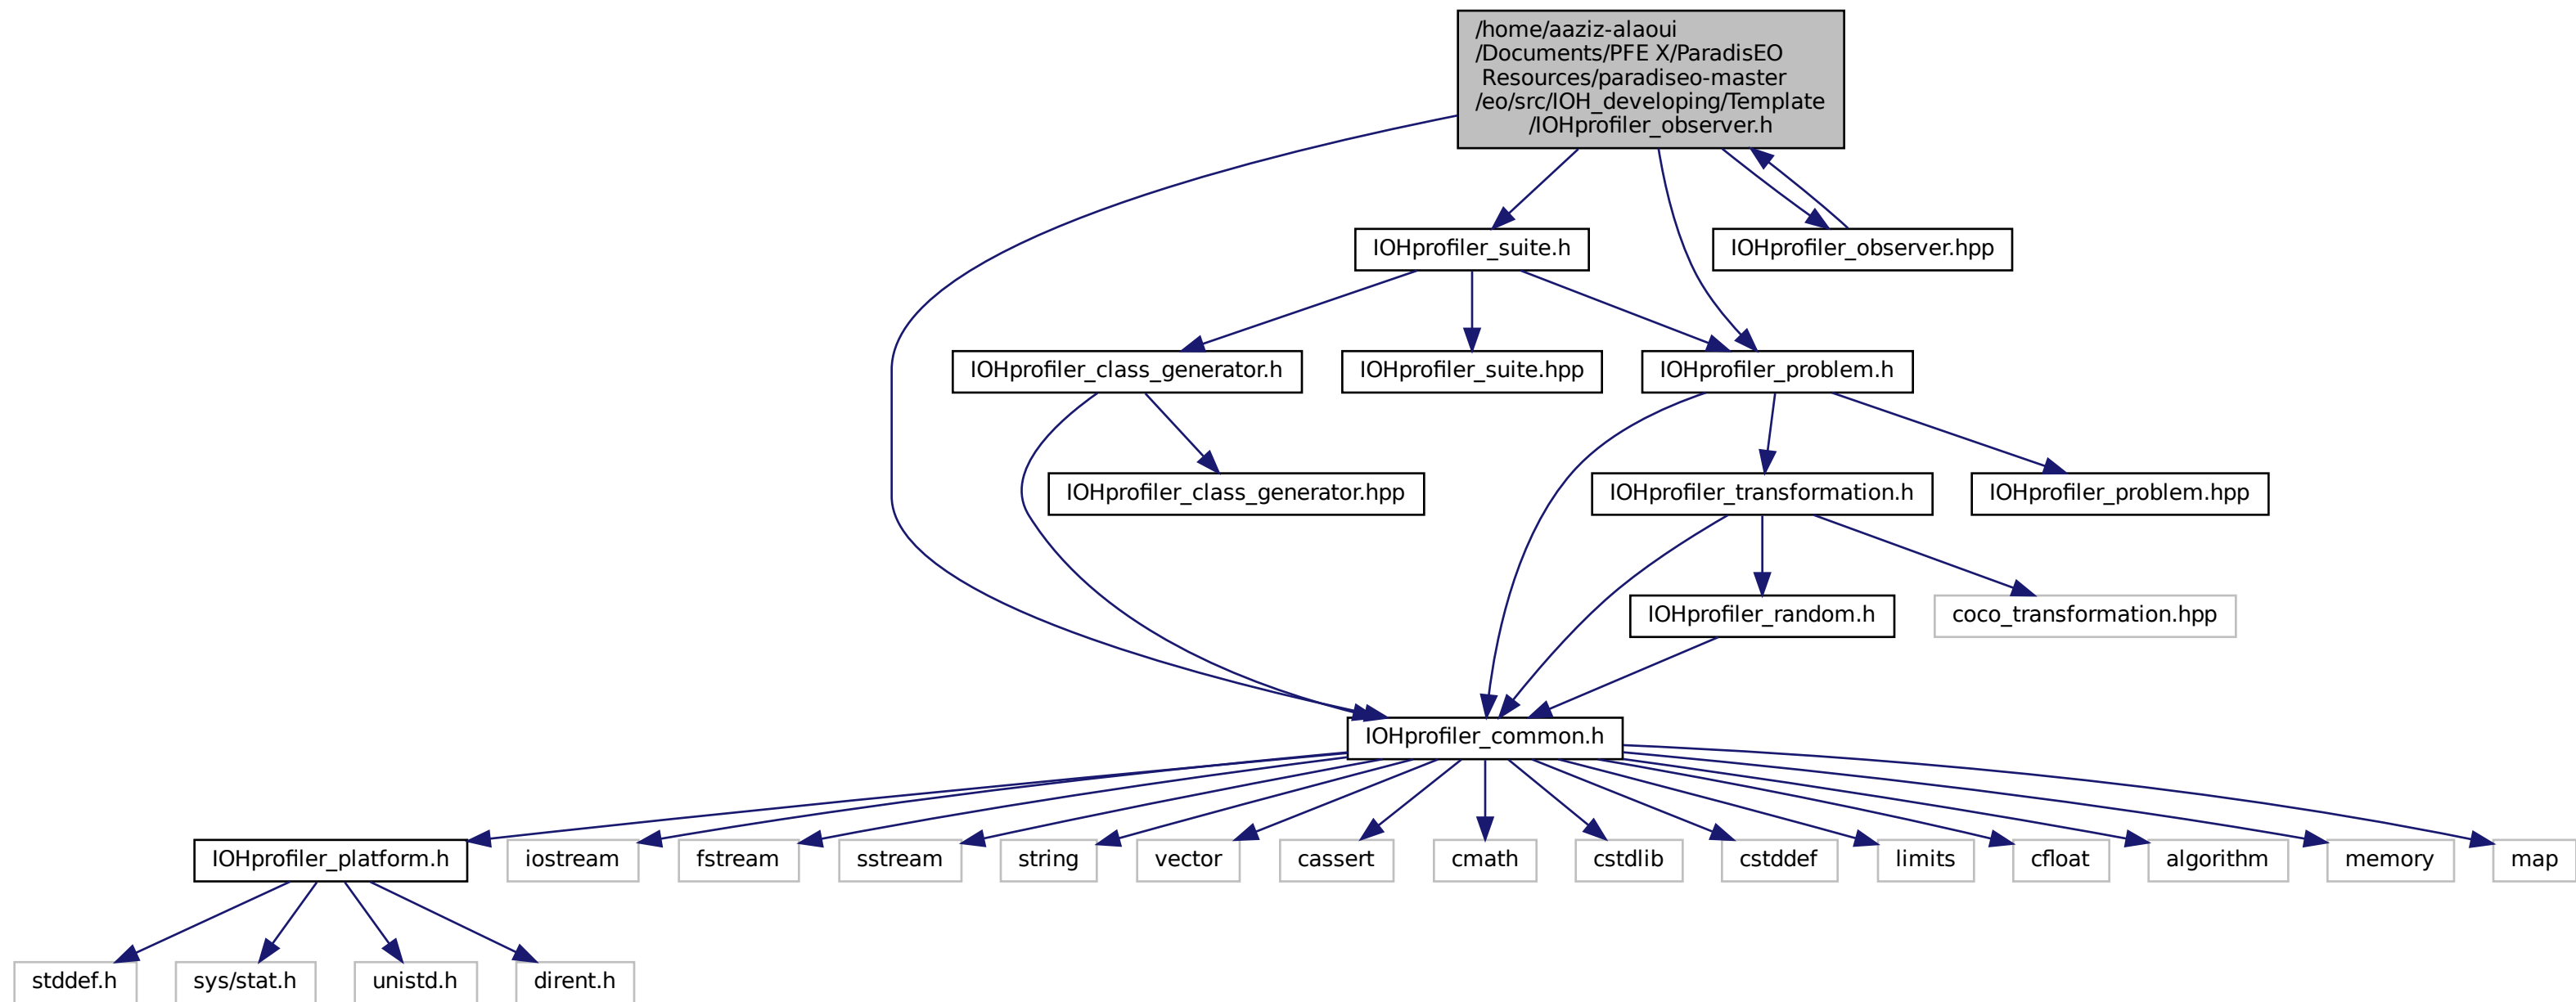 /home/aaziz-alaoui
/Documents/PFE X/ParadisEO
Resources/paradiseo-master
/eo/src/IOH_developing/Template
/IOHprofiler_observer.h
IOHprofiler_suite.h
IOHprofiler_observer.hpp
IOHprofiler_class_generator.h
IOHprofiler_suite.hpp
IOHprofiler_problem.h
IOHprofiler_class_generator.hpp
IOHprofiler_transformation.h
IOHprofiler_problem.hpp
IOHprofiler_random.h
coco_transformation.hpp
IOHprofiler_common.h
IOHprofiler_platform.h
iostream
fstream
sstream
string
vector
cassert
cmath
cstdlib
cstddef
limits
cfloat
algorithm
memory
map
stddef.h
sys/stat.h
unistd.h
dirent.h